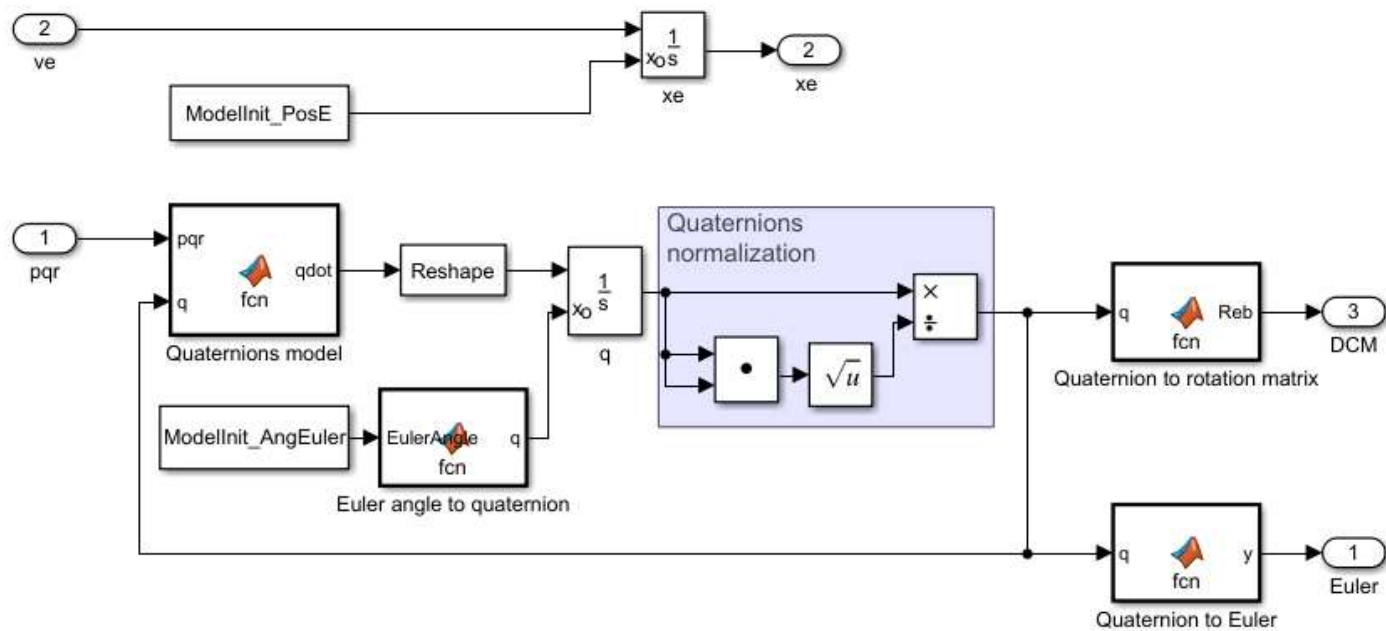 2
ve
ModelInit_PosE
xo
1
s
xe
2
xe
1
pqr
pqr
q
qdot
fcn
Quaternions model
Reshape
xo
1
s
q
Quaternions
normalization
×
÷
•
√u
q
Reb
fcn
Quaternion to rotation matrix
3
DCM
ModelInit_AngEuler
EulerAngle
q
fcn
Euler angle to quaternion
q
y
fcn
Quaternion to Euler
1
Euler